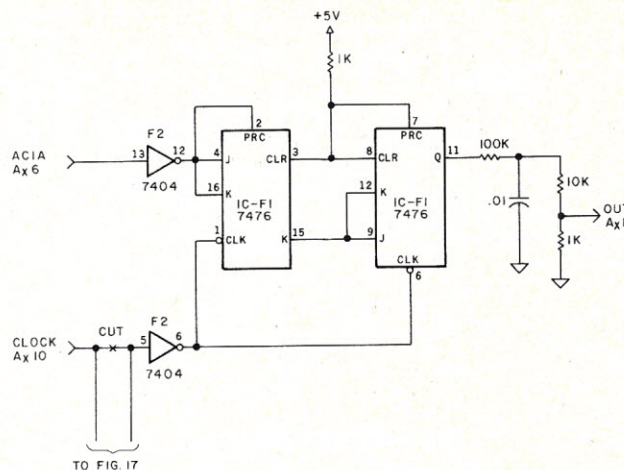 +5V
1K
2
7
PRC
PRC
F2
13
12
4
J
CLR
3
8
CLR
Q
11
100K
ACIA
Ax 6
7404
16
K
IC-F1
7476
12
K
IC-F1
7476
.01
10K
OUT
1
CLK
K
15
9
J
1K
CLK
6
CLOCK
Ax 10
CUT
F2
5
6
7404
TO FIG. 17